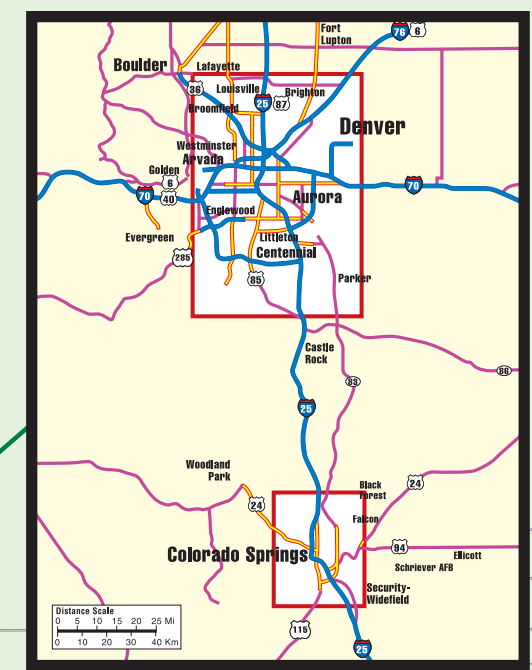 Fort
Lupton
76
6
Boulder
Lafayette
36
Louisville
25
87
Brighton
Broomfield
Denver
Westminster
Arvada
Golden
6
70
40
70
Aurora
Englewood
Evergreen
Littleton
Centennial
285
85
Parker
Castle
Rock
86
83
25
Woodland
Park
24
Black
Forest
24
Falcon
Colorado Springs
94
Ellicott
Schriever AFB
Security-
Widefield
Distance Scale
0 5 10 15 20 25 Mi
0 10 20 30 40 Km
115
25